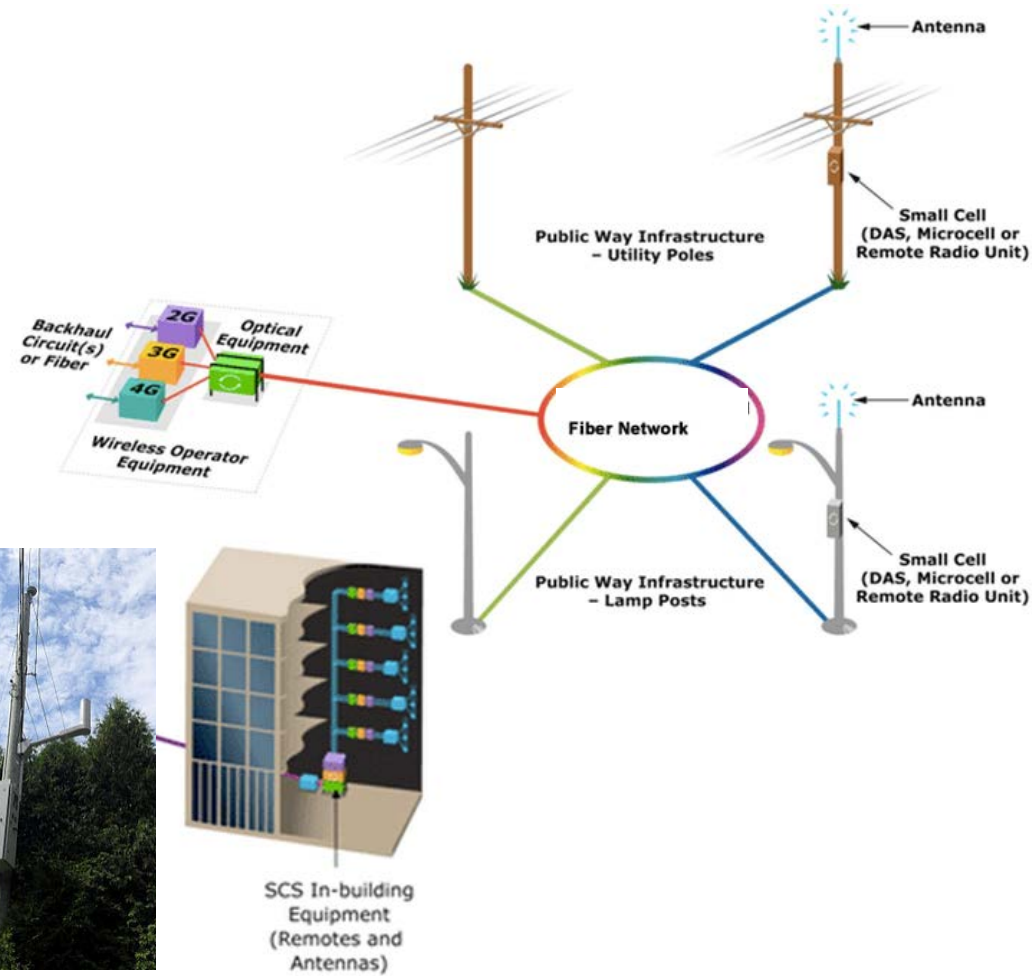 Antenna
Small Cell
(DAS, Microcell or
Remote Radio Unit)
Public Way Infrastructure
– Utility Poles
Backhaul
Circuit(s)
or Fiber
2G
3G
4G
Optical
Equipment
Wireless Operator
Equipment
Fiber Network
Antenna
Small Cell
(DAS, Microcell or
Remote Radio Unit)
Public Way Infrastructure
– Lamp Posts
SCS In-building
Equipment
(Remotes and
Antennas)